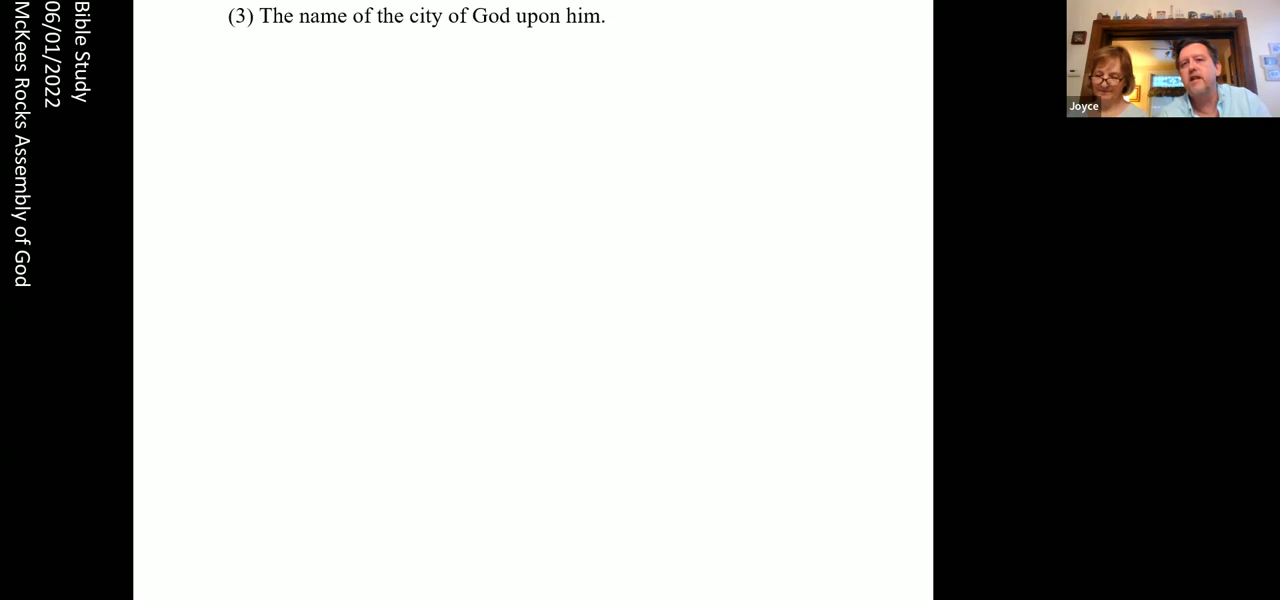 (3) The name of the city of God upon him.
Bible Study
06/01/2022
McKees Rocks Assembly of God
Joyce